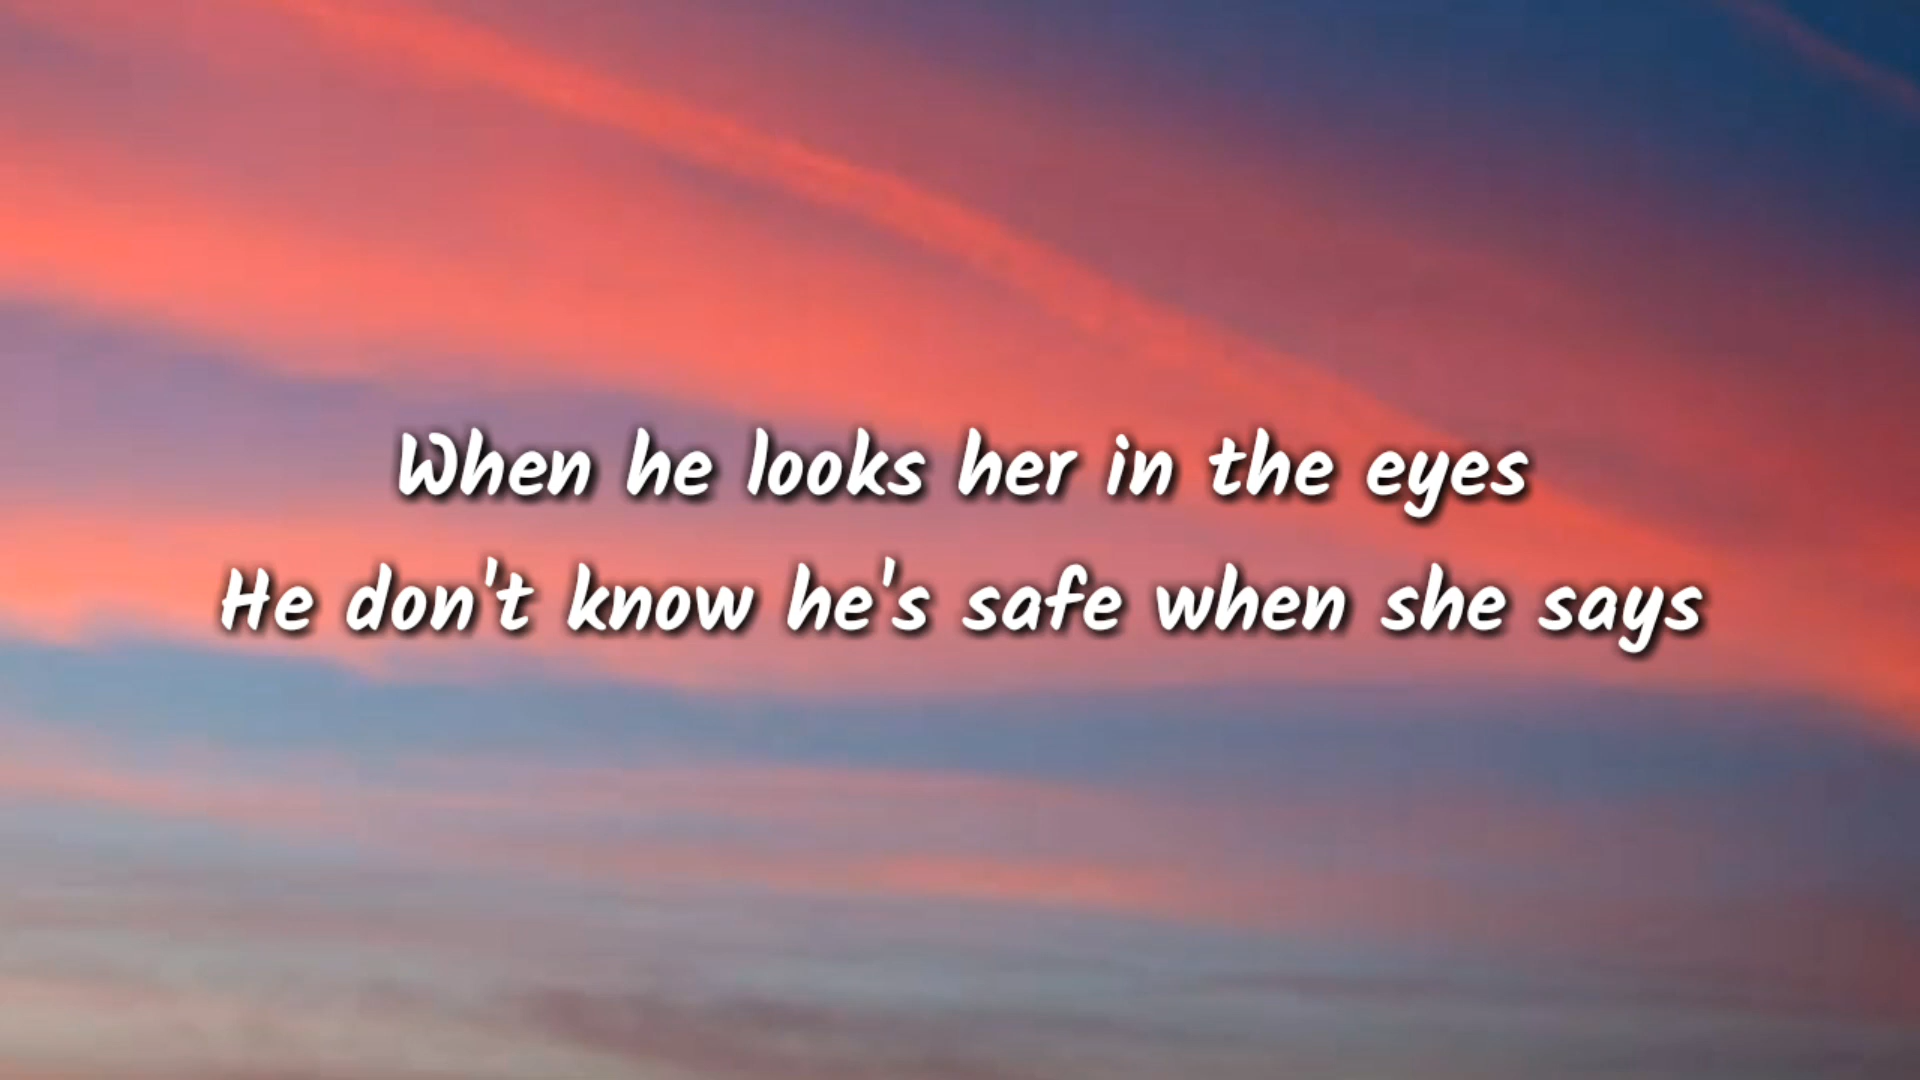 When he looks her in the eyes
He don't know he's safe when she says